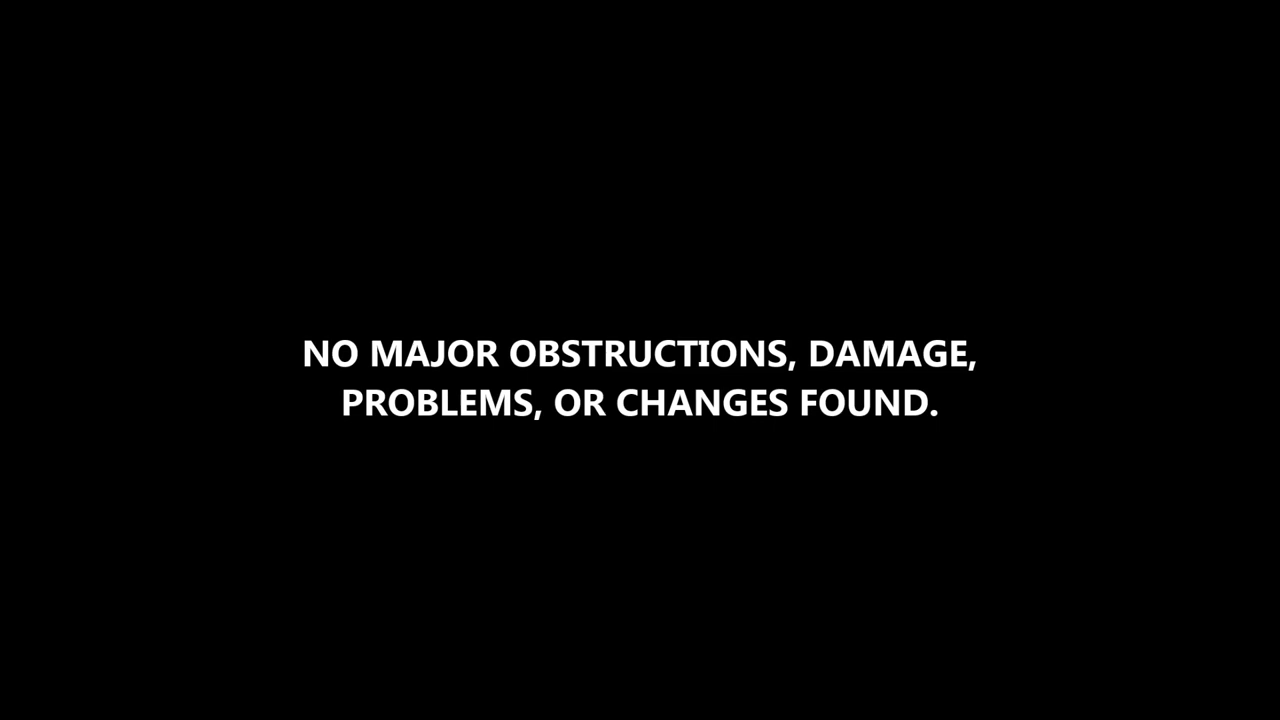 NO MAJOR OBSTRUCTIONS, DAMAGE,
PROBLEMS, OR CHANGES FOUND.